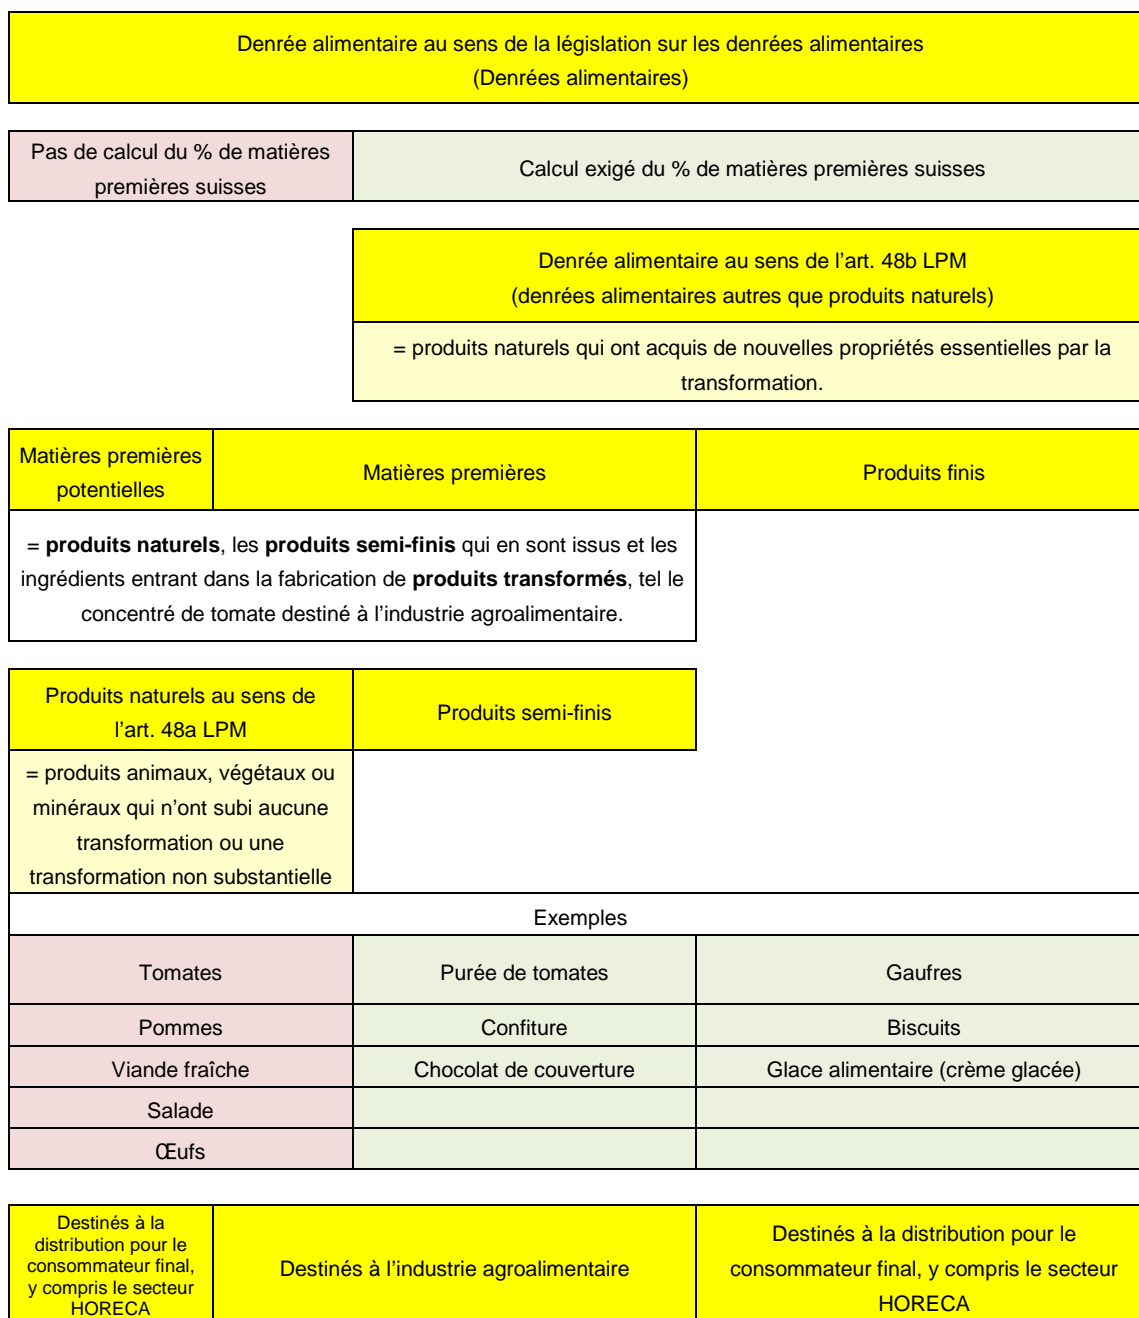 Denrée alimentaire au sens de la législation sur les denrées alimentaires
(Denrées alimentaires)
Pas de calcul du % de matières
premières suisses
Calcul exigé du % de matières premières suisses
Denrée alimentaire au sens de l’art. 48b LPM
(denrées alimentaires autres que produits naturels)
= produits naturels qui ont acquis de nouvelles propriétés essentielles par la
transformation.
Matières premières
potentielles
Matières premières
Produits finis
= produits naturels, les produits semi-finis qui en sont issus et les
ingrédients entrant dans la fabrication de produits transformés, tel le
concentré de tomate destiné à l’industrie agroalimentaire.
Produits naturels au sens de
l’art. 48a LPM
Produits semi-finis
= produits animaux, végétaux ou
minéraux qui n’ont subi aucune
transformation ou une
transformation non substantielle
Exemples
Tomates
Purée de tomates
Gaufres
Pommes
Confiture
Biscuits
Viande fraîche
Chocolat de couverture
Glace alimentaire (crème glacée)
Salade
Œufs
Destinés à la
distribution pour le
consommateur final,
y compris le secteur
HORECA
Destinés à l’industrie agroalimentaire
Destinés à la distribution pour le
consommateur final, y compris le secteur
HORECA